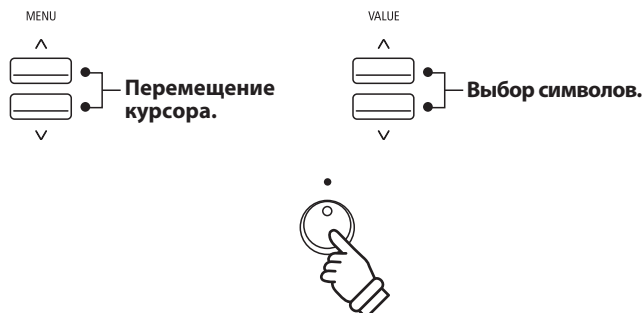 MENU
Перемещение
курсора.
VALUE
Выбор символов.